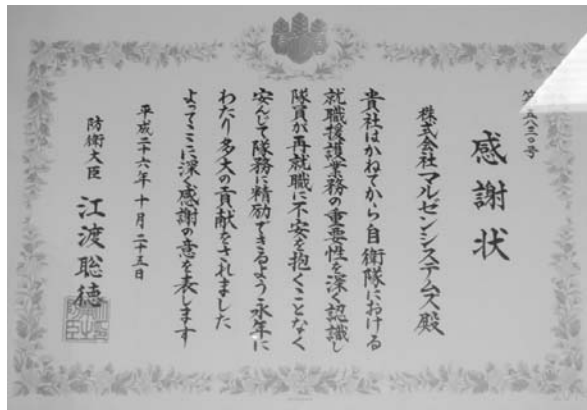 感謝状
株式会社マルゼンシステムズ殿
貴社はかねてから自衛隊における
就職援護業務の重要性を深く認識し
隊員が再就職に不安を抱くことなく
安んじて隊務に精励できるよう永年に
わたり多大の貢献をされました
よってここに深く感謝の意を表します
平成二十六年十月二十三日
防衛大臣 江渡聡徳